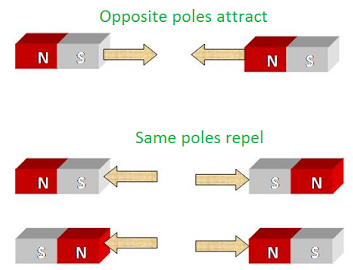 Opposite poles attract
N S N S
Same poles repel
N S S N
S N N S